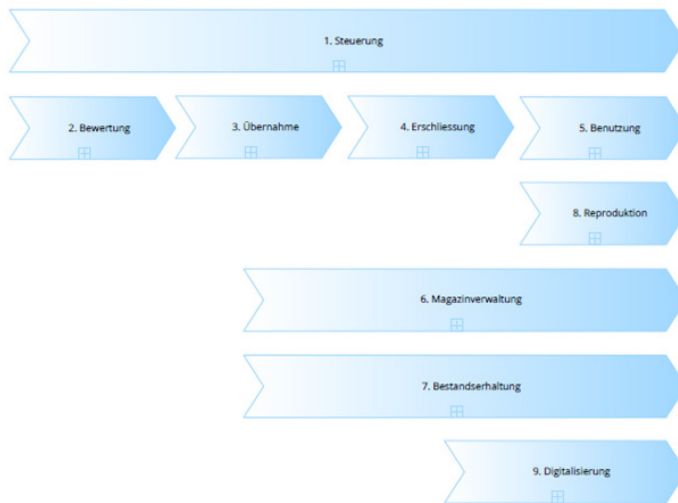 1. Steuerung
2. Bewertung
3. Übernahme
4. Erschliessung
5. Benutzung
8. Reproduktion
6. Magazinverwaltung
7. Bestandserhaltung
9. Digitalisierung